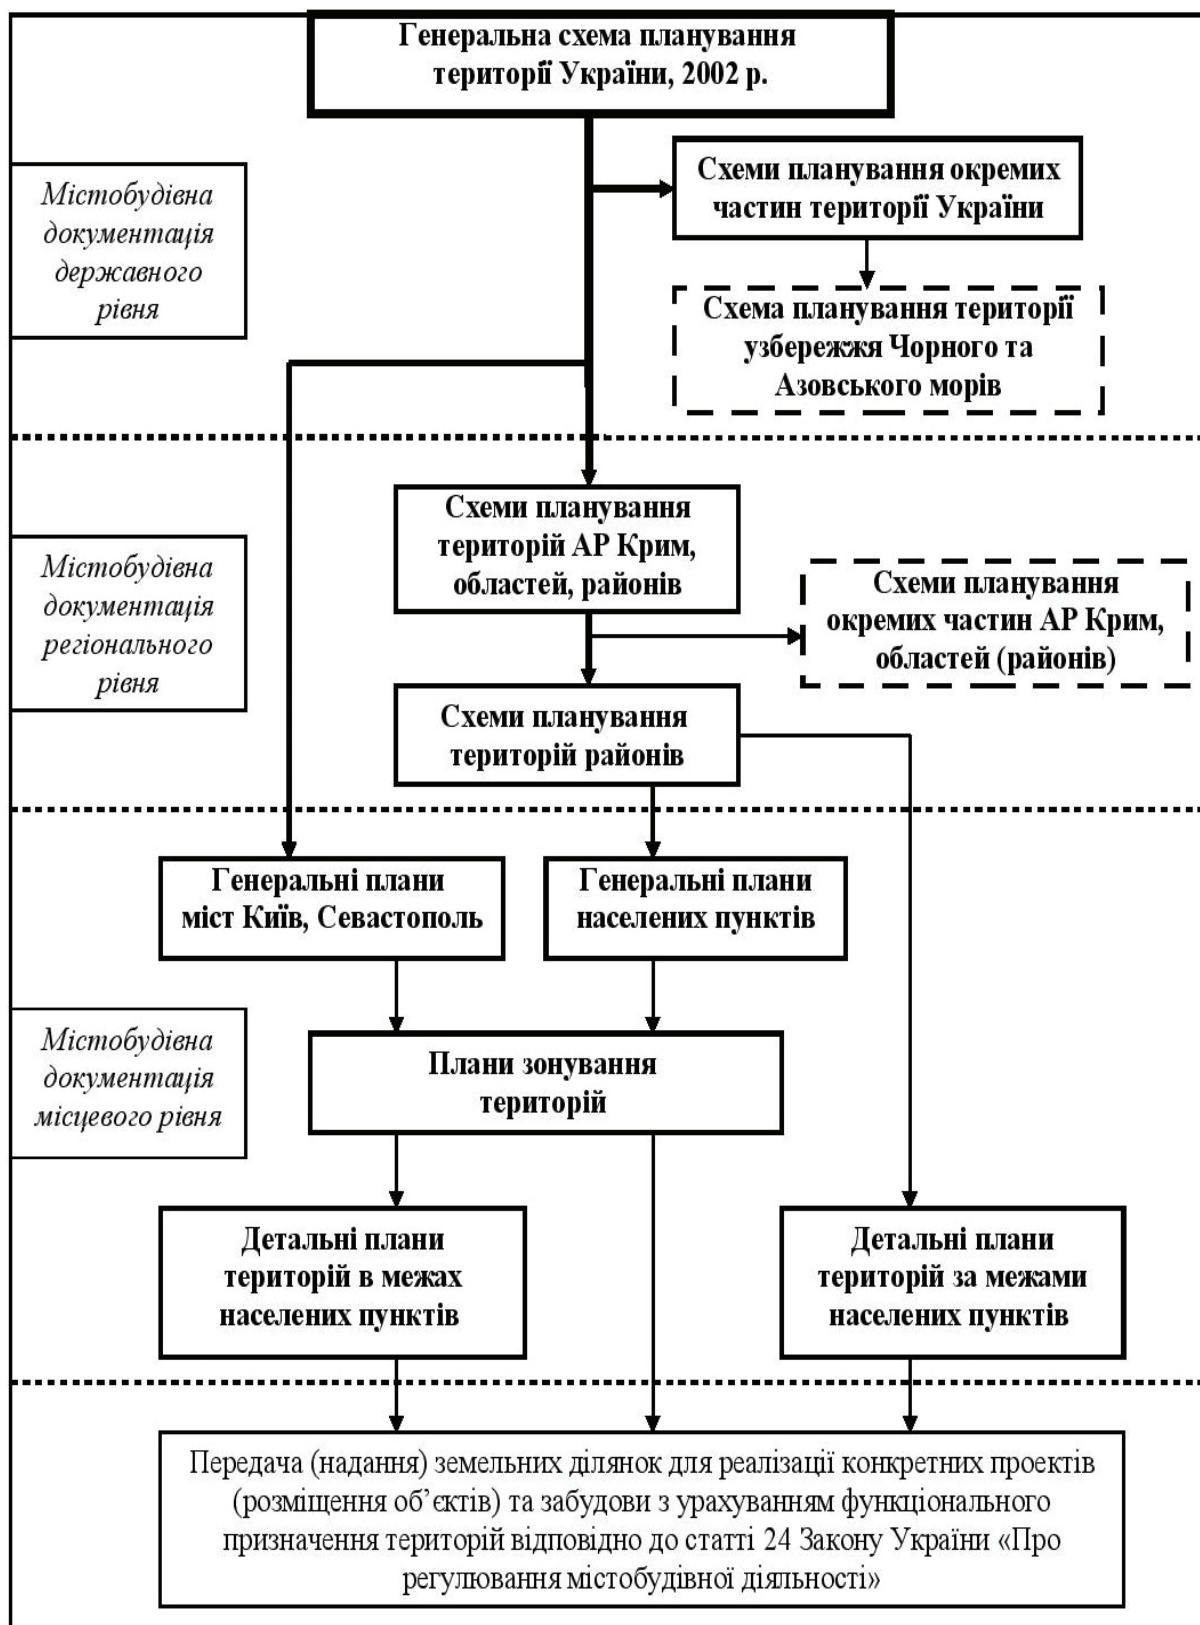 Генеральна схема планування
території України, 2002 р.
Містобудівна
документація
державного
рівня
Схеми планування окремих
частин території України
Схема планування території
узбережжя Чорного та
Азовського морів
Схеми планування
територій АР Крим,
областей, районів
Містобудівна
документація
регіонального
рівня
Схеми планування
окремих частин АР Крим,
областей (районів)
Схеми планування
територій районів
Генеральні плани
міст Київ, Севастополь
Генеральні плани
населених пунктів
Містобудівна
документація
місцевого рівня
Плани зонування
територій
Детальні плани
територій в межах
населених пунктів
Детальні плани
територій за межами
населених пунктів
Передача (надання) земельних ділянок для реалізації конкретних проектів
(розміщення об’єктів) та забудови з урахуванням функціонального
призначення територій відповідно до статті 24 Закону України «Про
регулювання містобудівної діяльності»